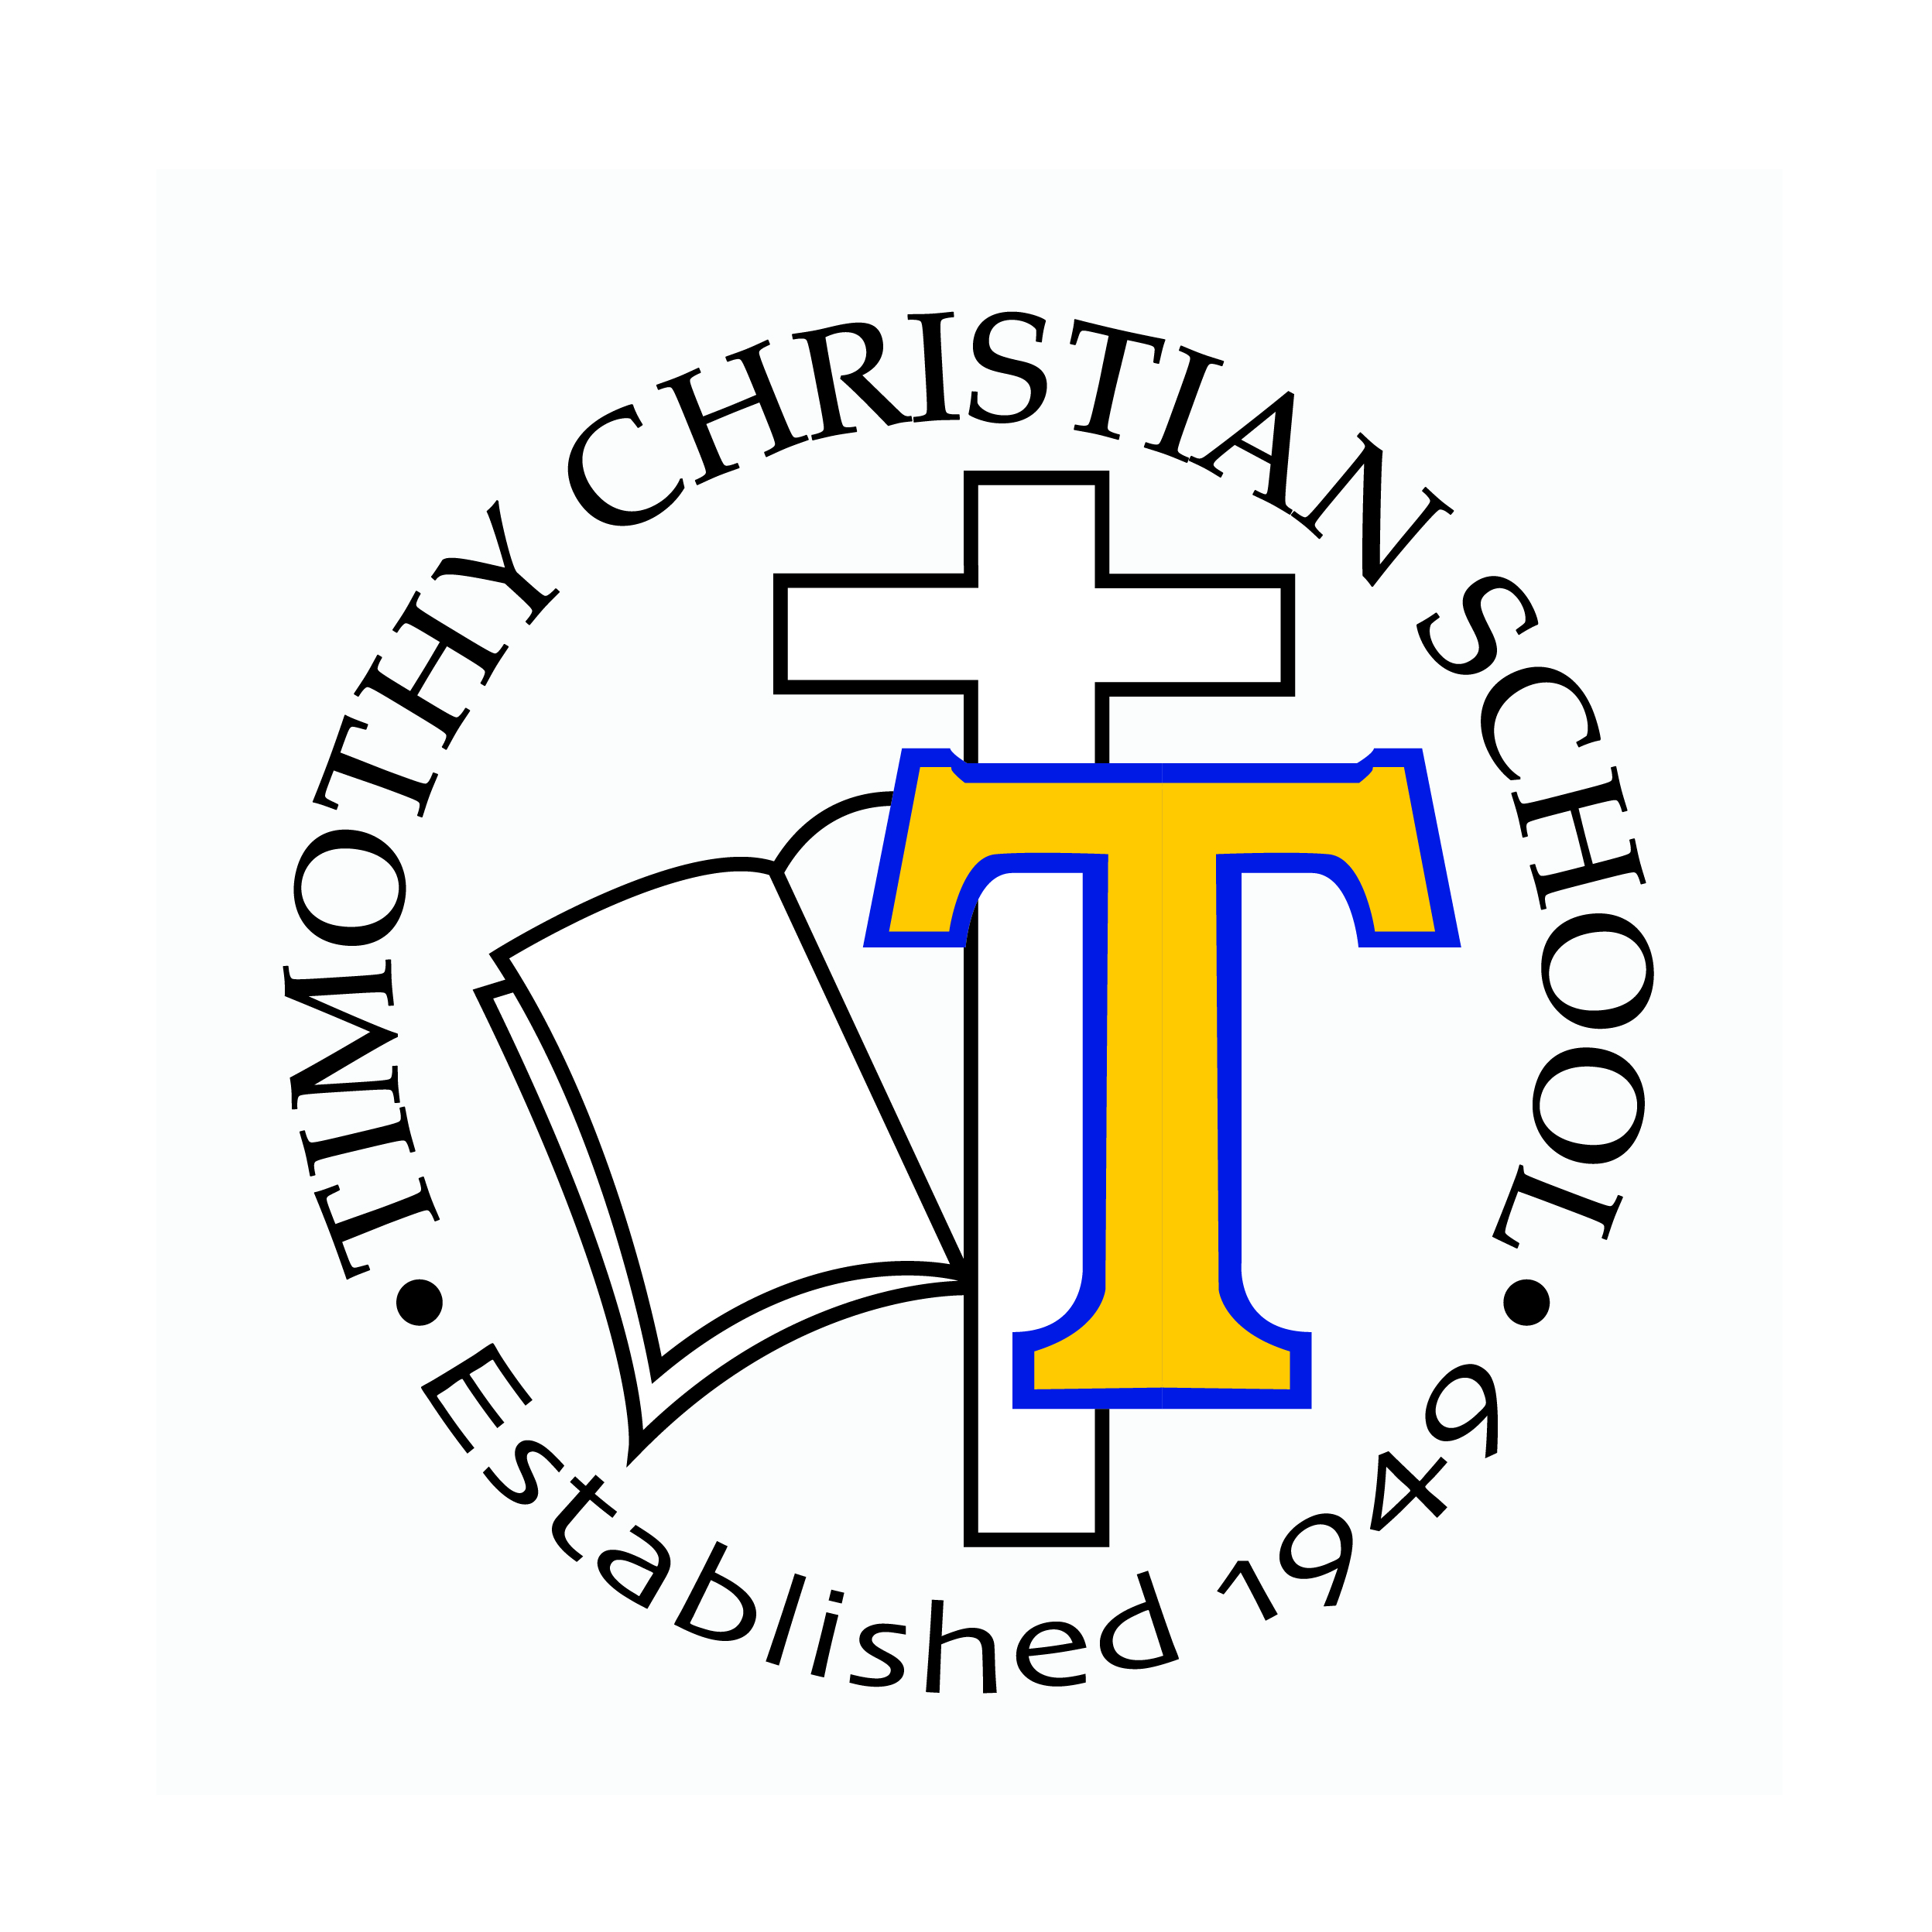 TIMOTHY CHRISTIAN SCHOOL
T
• Established 1949 •